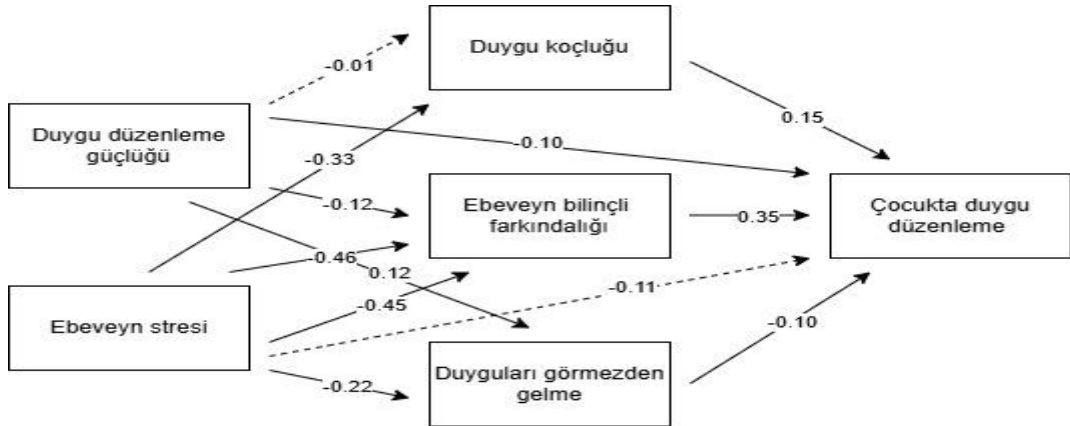 Duygu koçluğu
-0.01
Duygu düzenleme
güçlüğü
0.15
-0.10
-0.33
-0.12
Ebeveyn bilinçli
farkındalığı
0.35
Çocukta duygu
düzenleme
-0.46
0.12
-0.11
-0.45
Ebeveyn stresi
-0.10
-0.22
Duyguları görmezden
gelme